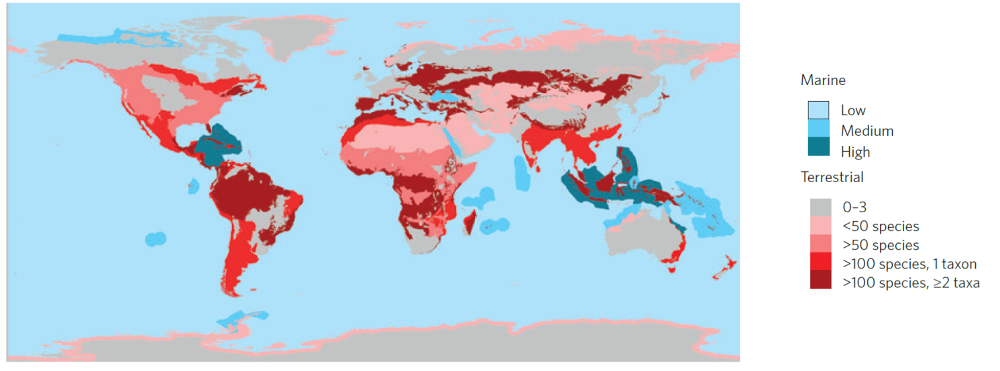 Marine
Low
Medium
High
Terrestrial
0–3
<50 species
>50 species
>100 species, 1 taxon
>100 species, ≥2 taxa